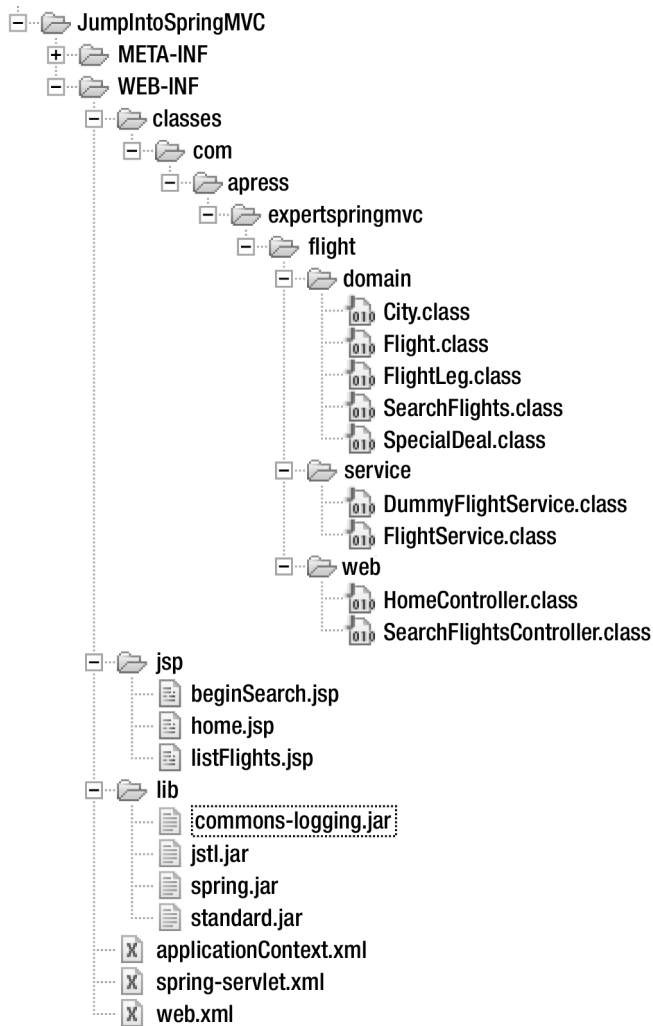 JumpIntoSpringMVC
META-INF
WEB-INF
classes
com
apress
expertspringmvc
flight
domain
City.class
Flight.class
FlightLeg.class
SearchFlights.class
SpecialDeal.class
service
DummyFlightService.class
FlightService.class
web
HomeController.class
SearchFlightsController.class
jsp
beginSearch.jsp
home.jsp
listFlights.jsp
lib
commons-logging.jar
jstl.jar
spring.jar
standard.jar
applicationContext.xml
spring-servlet.xml
web.xml